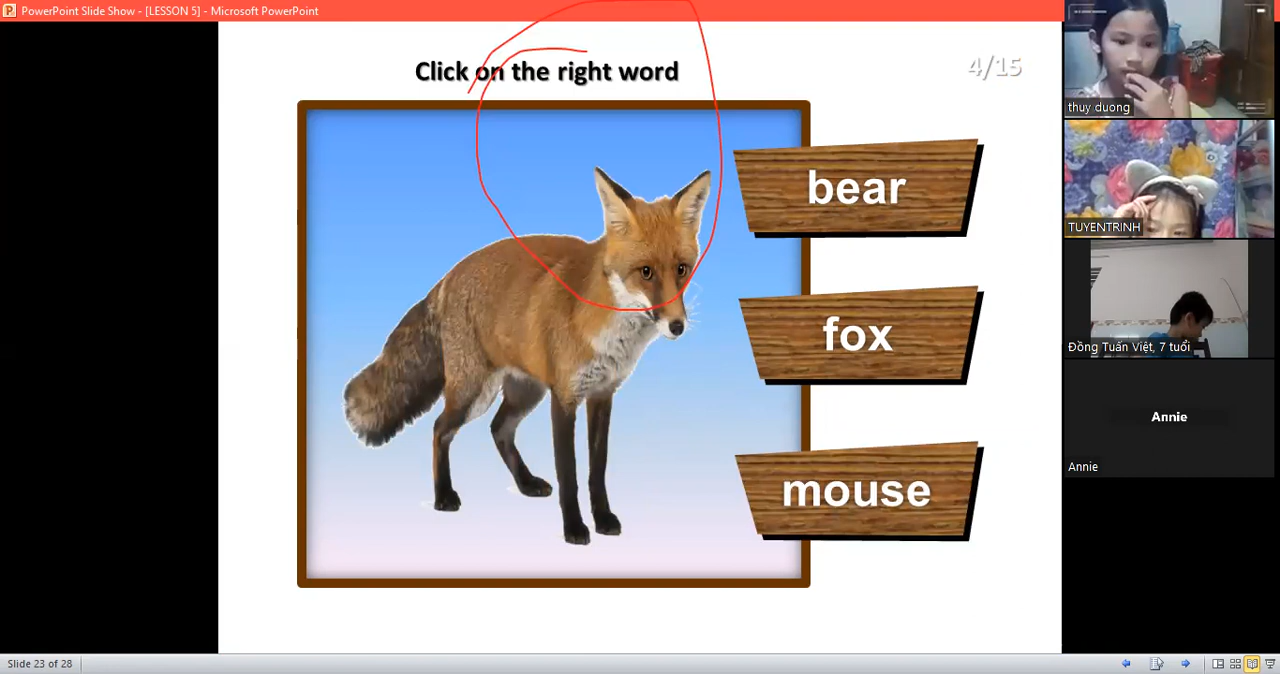 PowerPoint Slide Show - [LESSON 5] - Microsoft PowerPoint
Click on the right word
4/15
bear
fox
mouse
thuy duong
TUYENTRINH
Đồng Tuấn Việt, 7 tuổi
Annie
Annie
Slide 23 of 28